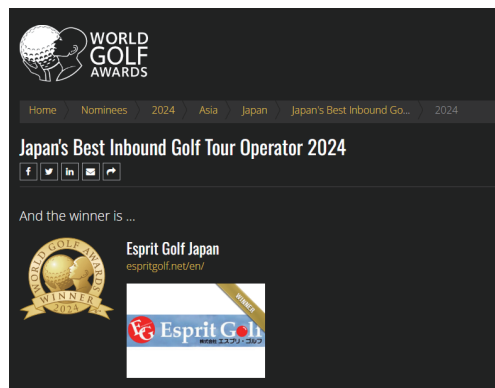 WORLD
GOLF
AWARDS
Home Nominees 2024 Asia Japan Japan's Best Inbound Go... 2024
Japan's Best Inbound Golf Tour Operator 2024
And the winner is ...
WORLD GOLF AWARDS
WINNER
2024
Esprit Golf Japan
espritgolf.net/en/
WINNER
EG Esprit Golf
株式会社 エスプリ・ゴルフ